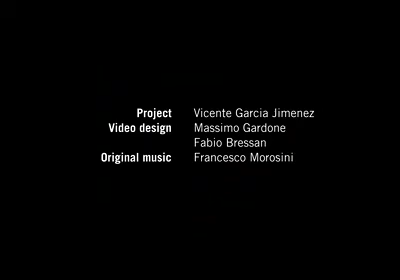 Project Vicente Garcia Jimenez
Video design Massimo Gardone
Fabio Bressan
Original music Francesco Morosini